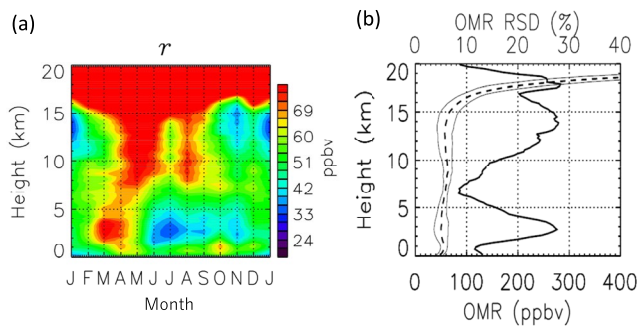 (a)
r
20
15
10
5
0
Height (km)
J F M A M J J A S O N D J
Month
69
60
51
42
33
24
ppbv
(b)
OMR RSD (%)
0 10 20 30 40
20
15
10
5
0
Height (km)
0 100 200 300 400
OMR (ppbv)